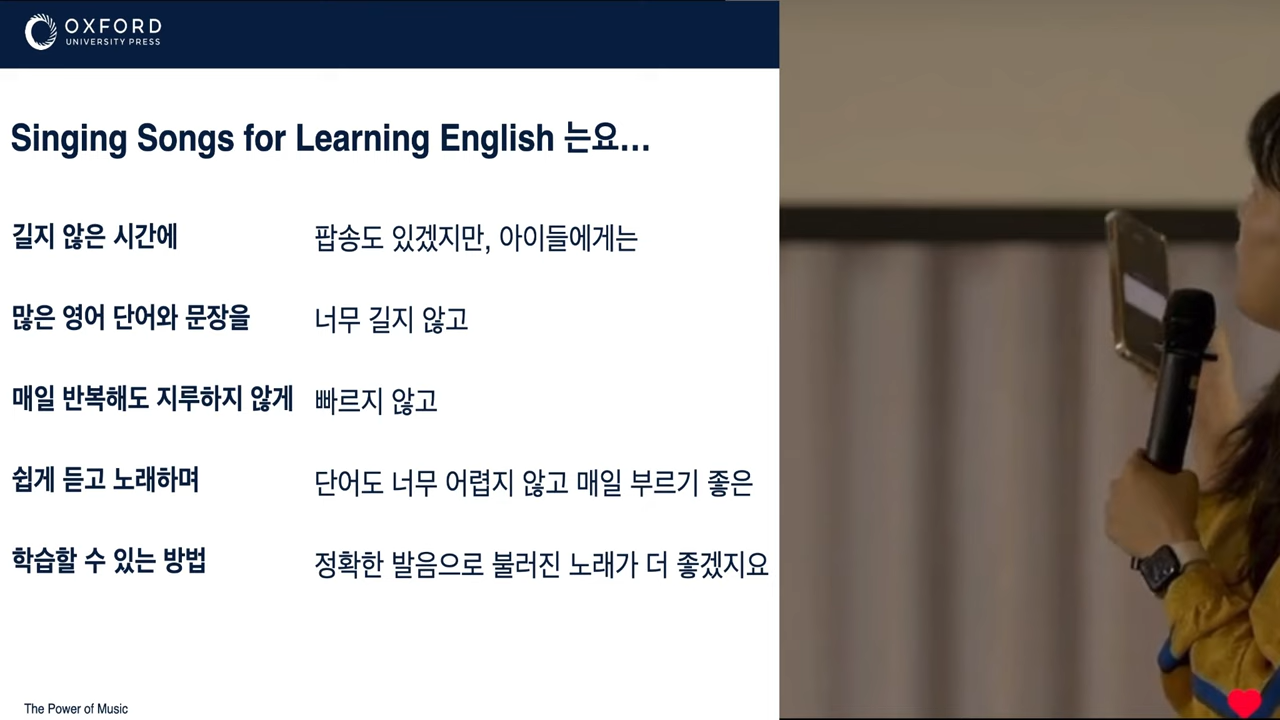 OXFORD
UNIVERSITY PRESS
Singing Songs for Learning English 는요...
길지 않은 시간에
많은 영어 단어와 문장을
매일 반복해도 지루하지 않게
쉽게 듣고 노래하며
학습할 수 있는 방법
팝송도 있겠지만, 아이들에게는
너무 길지 않고
빠르지 않고
단어도 너무 어렵지 않고 매일 부르기 좋은
정확한 발음으로 불러진 노래가 더 좋겠지요
The Power of Music